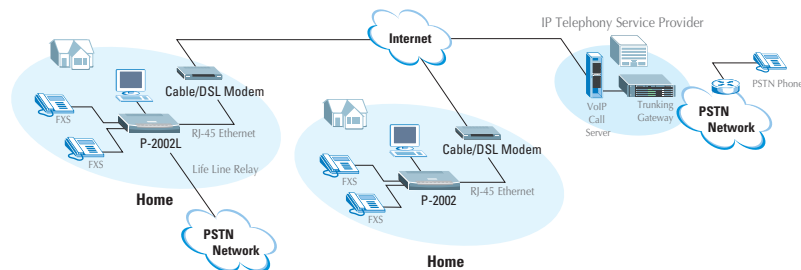 IP Telephony Service Provider
Internet
Cable/DSL Modem
PSTN Phone
FXS
RJ-45 Ethernet
P-2002L
FXS
Life Line Relay
Home
PSTN
Network
VoIP
Call
Server
Trunking
Gateway
PSTN
Network
Cable/DSL Modem
FXS
RJ-45 Ethernet
P-2002
FXS
Home